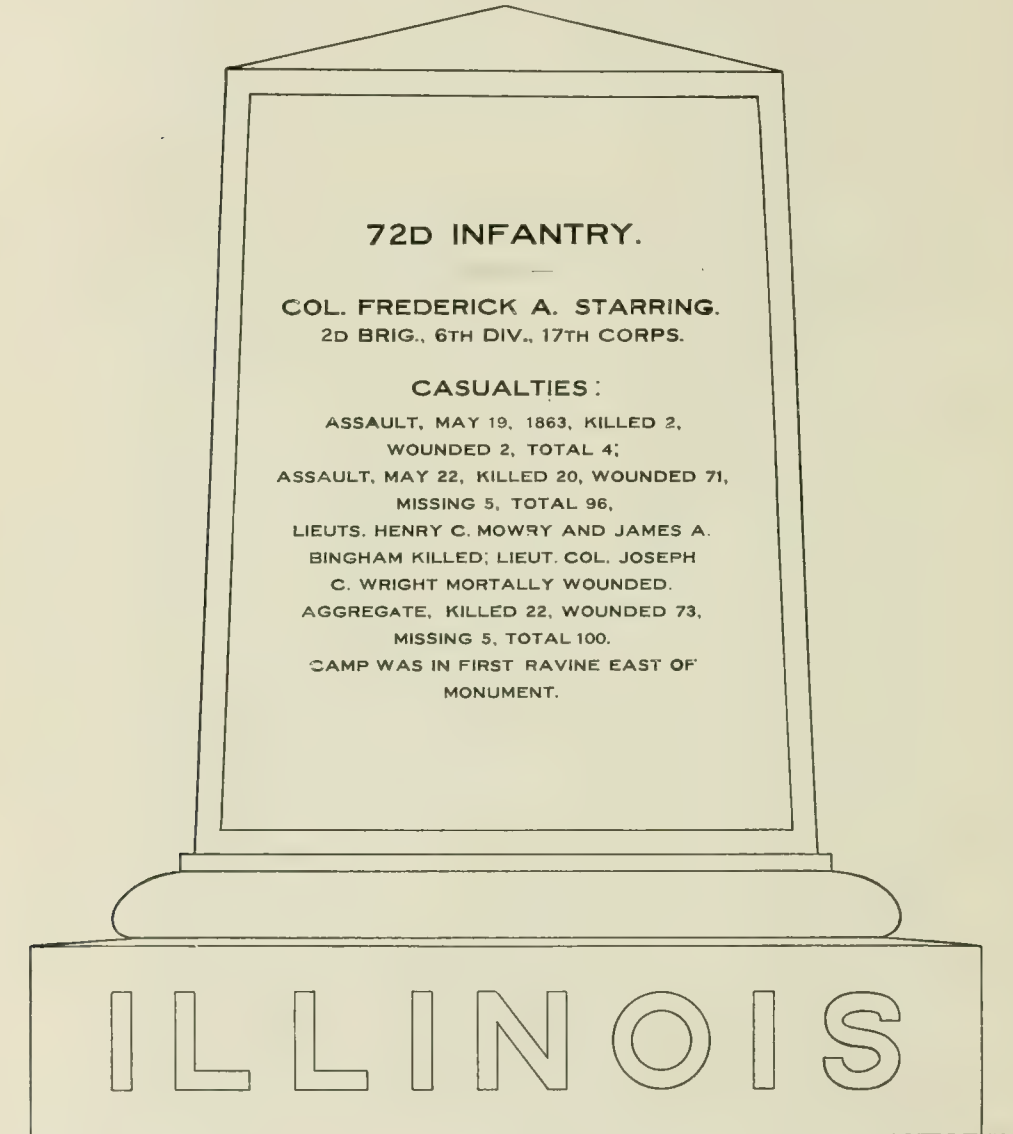 72D INFANTRY.
COL. FREDERICK A. STARRING.
2D BRIG., 6TH DIV., 17TH CORPS.
CASUALTIES:
ASSAULT, MAY 19, 1863, KILLED 2,
WOUNDED 2, TOTAL 4;
ASSAULT, MAY 22, KILLED 20, WOUNDED 71,
MISSING 5, TOTAL 96,
LIEUTS. HENRY C. MOWRY AND JAMES A.
BINGHAM KILLED; LIEUT. COL. JOSEPH
C. WRIGHT MORTALLY WOUNDED.
AGGREGATE, KILLED 22, WOUNDED 73,
MISSING 5, TOTAL 100.
CAMP WAS IN FIRST RAVINE EAST OF
MONUMENT.
ILLINOIS